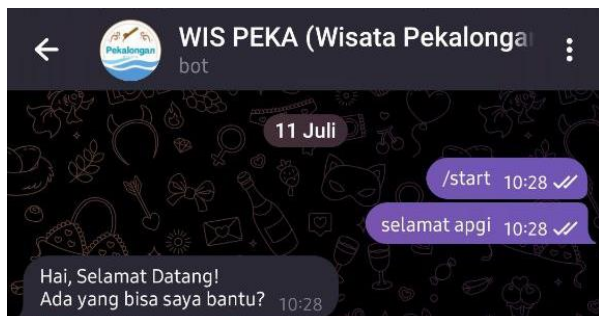 WIS PEKA (Wisata Pekalongan
Pekalongan
bot
11 Juli
/start 10:28
selamat apgi 10:28
Hai, Selamat Datang!
Ada yang bisa saya bantu? 10:28